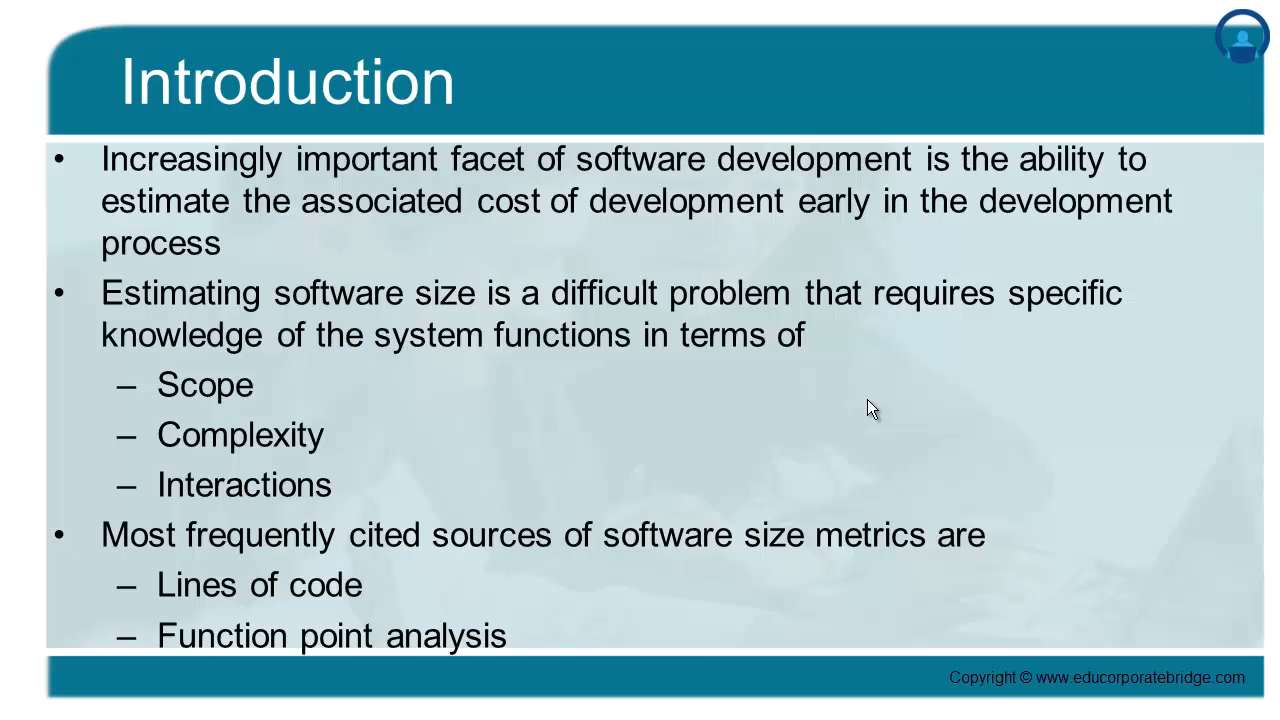 Introduction
• Increasingly important facet of software development is the ability to
estimate the associated cost of development early in the development
process
• Estimating software size is a difficult problem that requires specific
knowledge of the system functions in terms of
– Scope
– Complexity
– Interactions
• Most frequently cited sources of software size metrics are
– Lines of code
– Function point analysis
Copyright © www.educorporatebridge.com